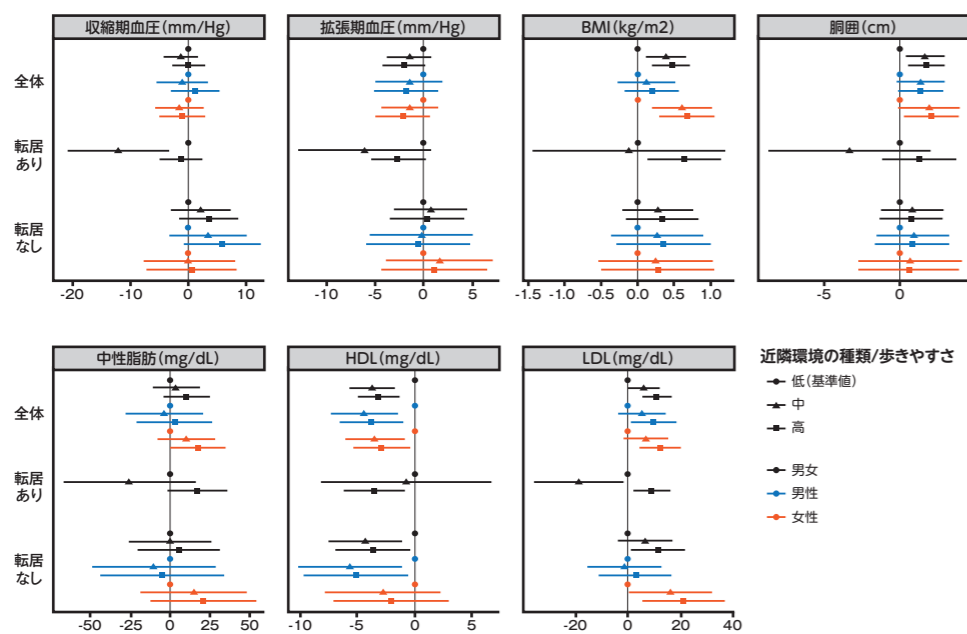 収縮期血圧(mm/Hg)
拡張期血圧(mm/Hg)
BMI(kg/m2)
胴囲(cm)
全体
転居
あり
転居
なし
-20 -10 0 10
-10 -5 0 5
-1.5 -1.0 -0.5 0 0.5 1.0
-5 0
中性脂肪(mg/dL)
HDL(mg/dL)
LDL(mg/dL)
全体
転居
あり
転居
なし
-50 -25 0 25 50
-10 -5 0 5
-20 0 20 40
近隣環境の種類/歩きやすさ
低(基準値)
中
高
男女
男性
女性